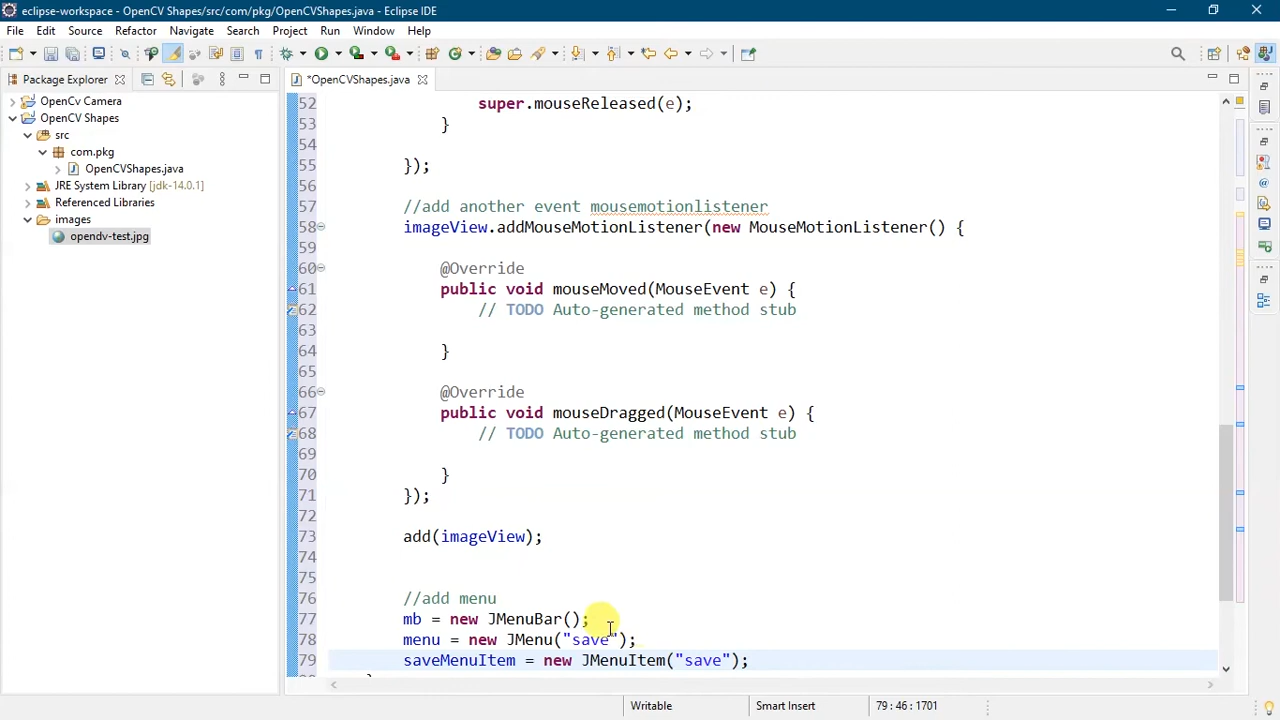 eclipse-workspace - OpenCV Shapes/src/com/pkg/OpenCVShapes.java - Eclipse IDE
File Edit Source Refactor Navigate Search Project Run Window Help
Package Explorer
*OpenCVShapes.java
OpenCv Camera
OpenCV Shapes
src
com.pkg
OpenCVShapes.java
JRE System Library [jdk-14.0.1]
Referenced Libraries
images
opendv-test.jpg
52 super.mouseReleased(e);
53 }
54
55 });
56
57 //add another event mousemotionlistener
58 imageView.addMouseMotionListener(new MouseMotionListener() {
59
60 @Override
61 public void mouseMoved(MouseEvent e) {
62 // TODO Auto-generated method stub
63
64 }
65
66 @Override
67 public void mouseDragged(MouseEvent e) {
68 // TODO Auto-generated method stub
69
70 }
71 });
72
73 add(imageView);
74
75
76 //add menu
77 mb = new JMenuBar();
78 menu = new JMenu("save");
79 saveMenuItem = new JMenuItem("save");
Writable Smart Insert 79 : 46 : 1701